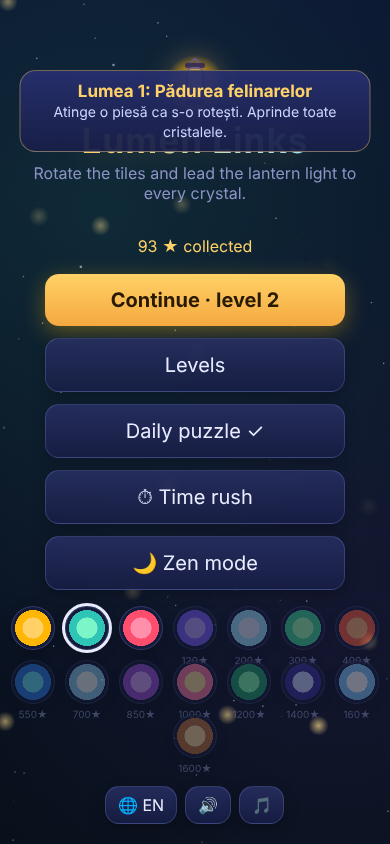 Lumea 1: Pădurea felinarelor
Atinge o piesă ca s-o rotești. Aprinde toate
cristalele.
Lumen Links
Rotate the tiles and lead the lantern light to
every crystal.
93 ★ collected
Continue · level 2
Levels
Daily puzzle ✓
⏱ Time rush
🌙 Zen mode
120★ 200★ 300★ 400★
550★ 700★ 850★ 1000★ 1200★ 1400★ 160★
1600★
🌐 EN 🔊 🎵